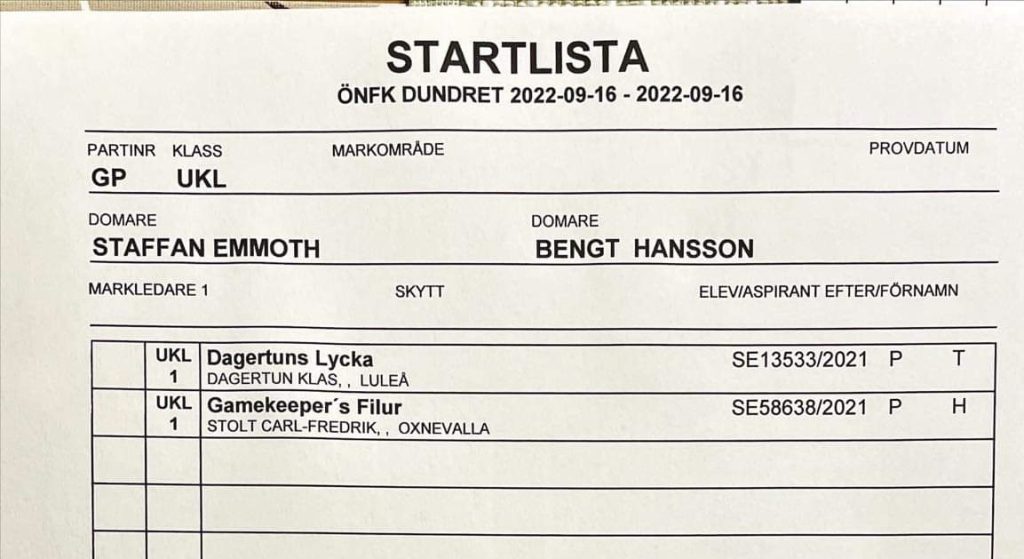 STARTLISTA
ÖNFK DUNDRET 2022-09-16 - 2022-09-16
PARTINR KLASS MARKOMRÅDE PROVDATUM
GP UKL
DOMARE DOMARE
STAFFAN EMMOTH BENGT HANSSON
MARKLEDARE 1 SKYTT ELEV/ASPIRANT EFTER/FÖRNAMN
UKL Dagertuns Lycka SE13533/2021 P T
1 DAGERTUN KLAS, , LULEÅ
UKL Gamekeeper´s Filur SE58638/2021 P H
1 STOLT CARL-FREDRIK, , OXNEVALLA